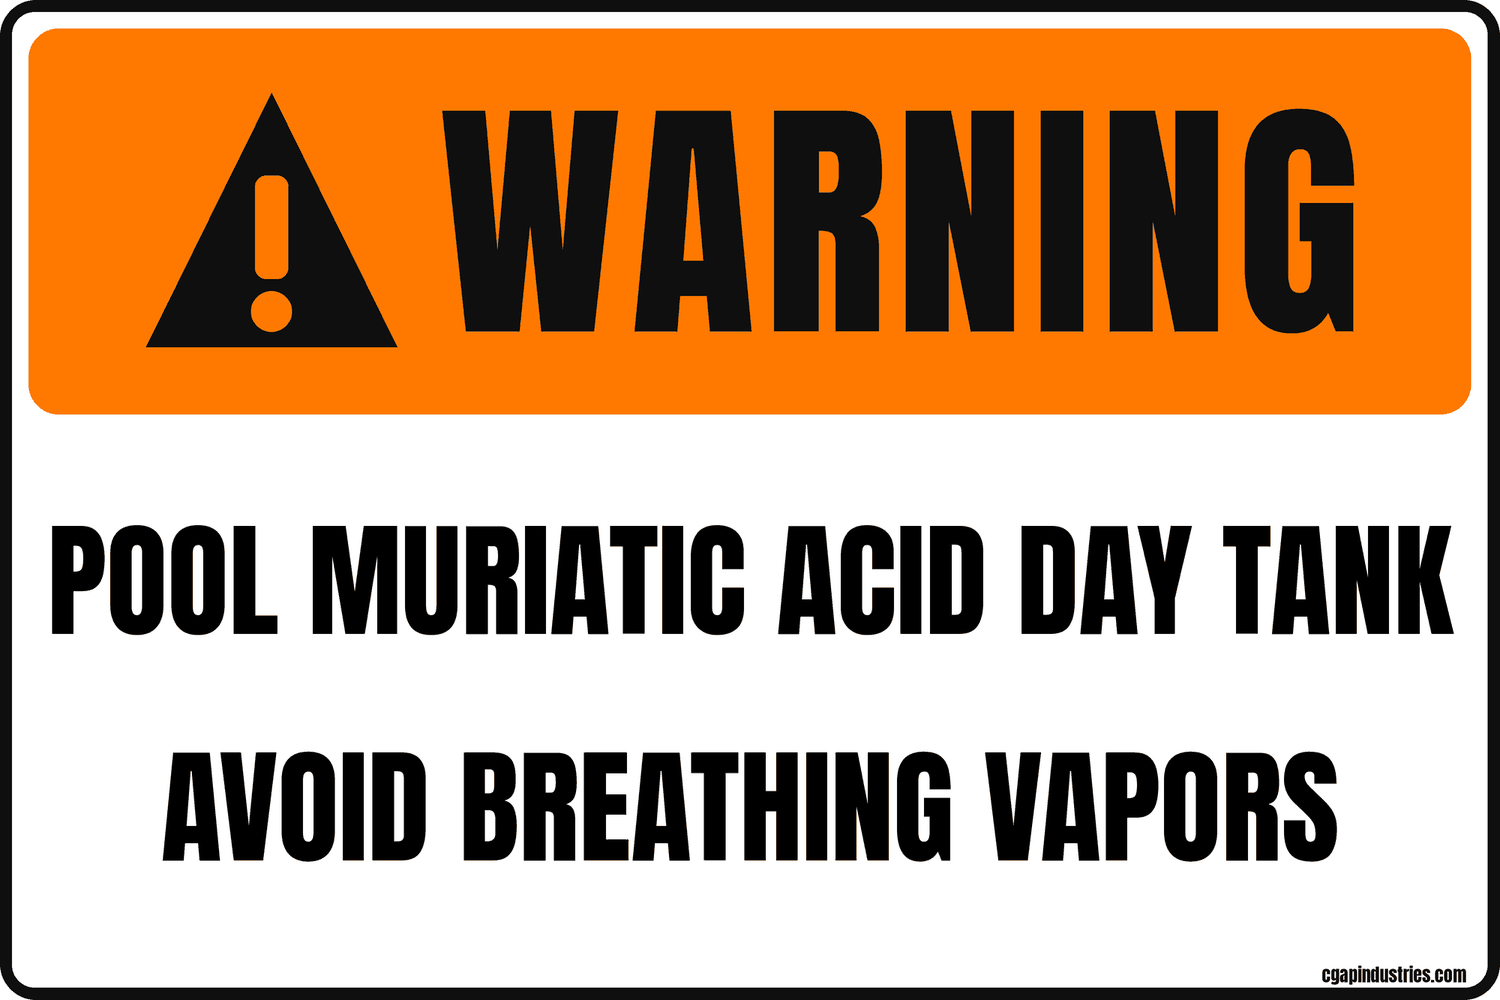 WARNING
POOL MURIATIC ACID DAY TANK
AVOID BREATHING VAPORS
cgapindustries.com